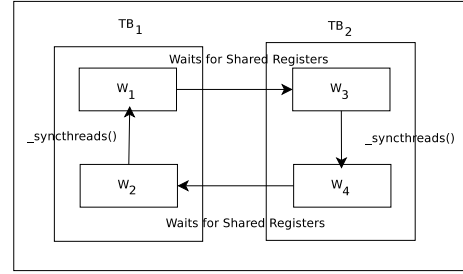 TB1 TB2
Waits for Shared Registers
W1 W3
_syncthreads() _syncthreads()
W2 W4
Waits for Shared Registers